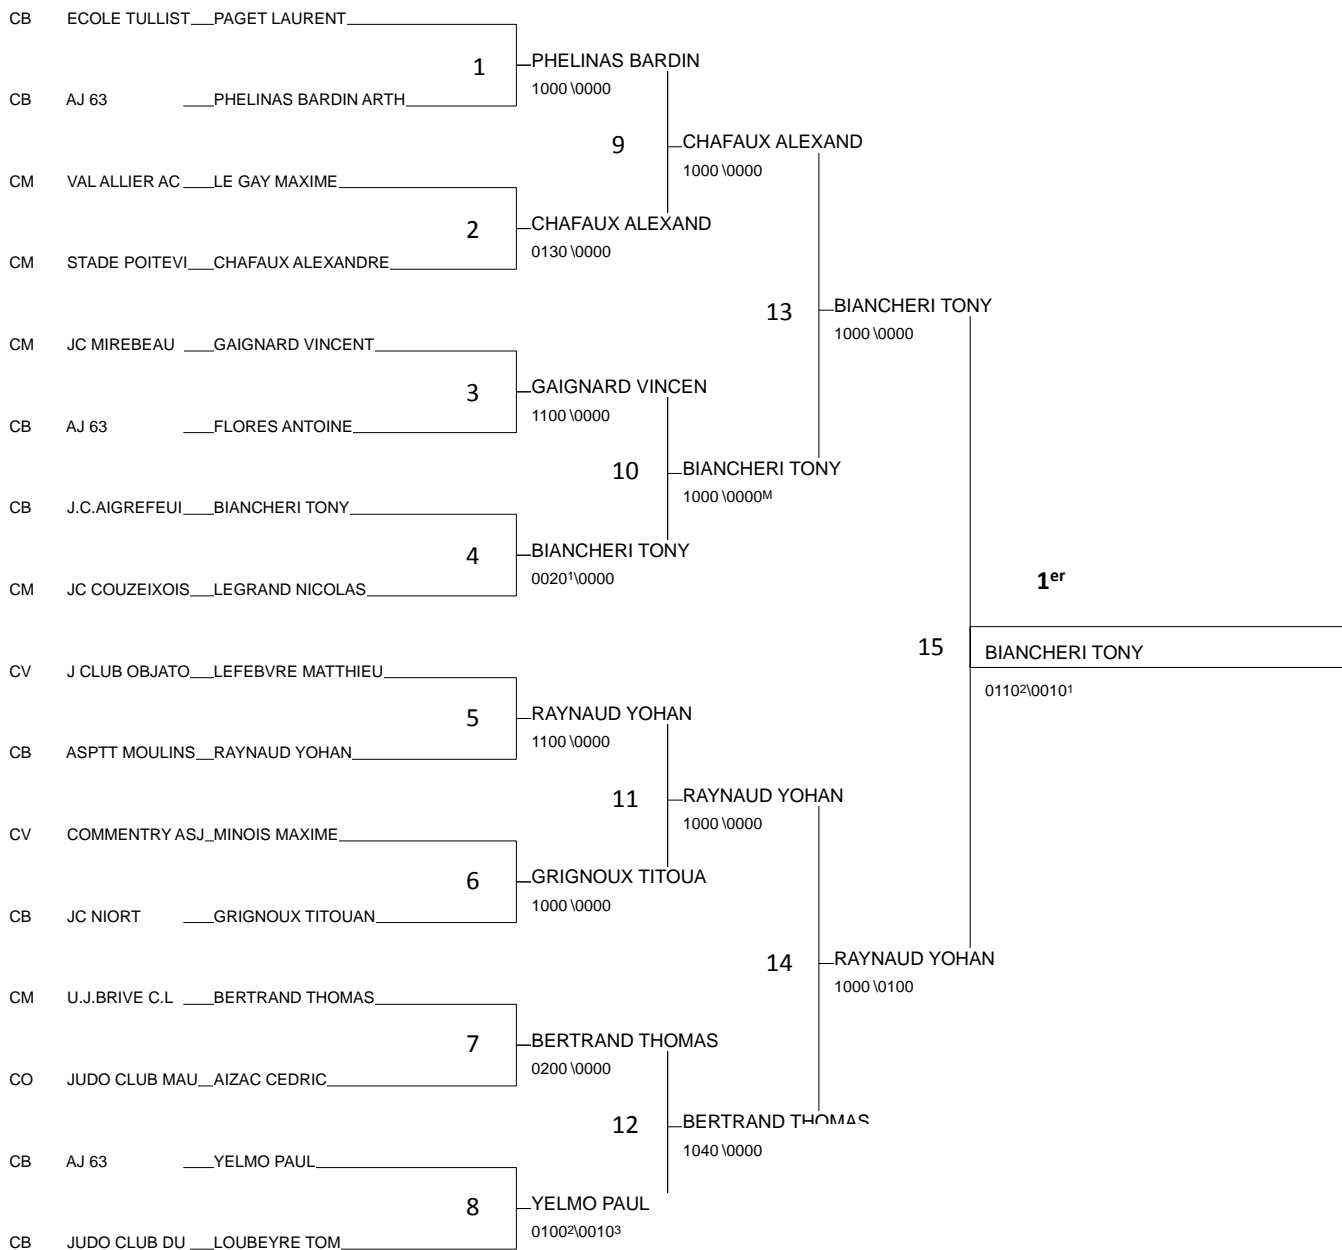 CB ECOLE TULLIST PAGET LAURENT
1 PHELINAS BARDIN
1000 \0000
CB AJ 63 PHELINAS BARDIN ARTH
9 CHAFAUX ALEXAND
1000 \0000
CM VAL ALLIER AC LE GAY MAXIME
2 CHAFAUX ALEXAND
0130 \0000
CM STADE POITEVI CHAFAUX ALEXANDRE
13 BIANCHERI TONY
1000 \0000
CM JC MIREBEAU GAIGNARD VINCENT
3 GAIGNARD VINCEN
1100 \0000
CB AJ 63 FLORES ANTOINE
10 BIANCHERI TONY
1000 \0000ᴹ
CB J.C.AIGREFEUI BIANCHERI TONY
4 BIANCHERI TONY
0020¹\0000
CM JC COUZEIXOIS LEGRAND NICOLAS
1ᵉʳ
15 BIANCHERI TONY
0110²\0010¹
CV J CLUB OBJATO LEFEBVRE MATTHIEU
5 RAYNAUD YOHAN
1100 \0000
CB ASPTT MOULINS RAYNAUD YOHAN
11 RAYNAUD YOHAN
1000 \0000
CV COMMENTRY ASJ MINOIS MAXIME
6 GRIGNOUX TITOUA
1000 \0000
CB JC NIORT GRIGNOUX TITOUAN
14 RAYNAUD YOHAN
1000 \0100
CM U.J.BRIVE C.L BERTRAND THOMAS
7 BERTRAND THOMAS
0200 \0000
CO JUDO CLUB MAU AIZAC CEDRIC
12 BERTRAND THOMAS
1040 \0000
CB AJ 63 YELMO PAUL
8 YELMO PAUL
0100²\0010³
CB JUDO CLUB DU LOUBEYRE TOM